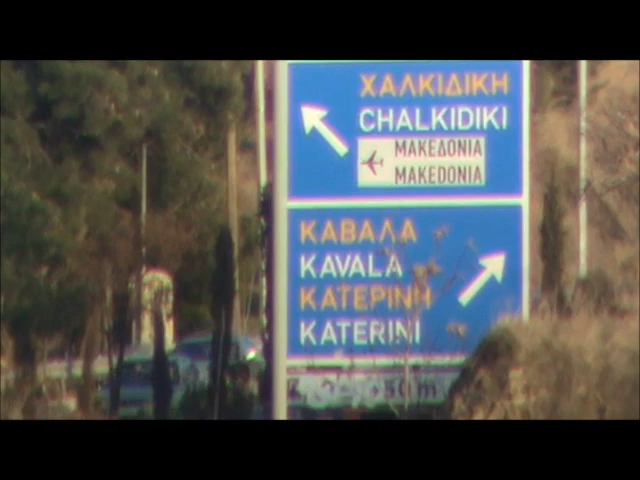 ΧΑΛΚΙΔΙΚΗ
CHALKIDIKI
ΜΑΚΕΔΟΝΙΑ
MAKEDONIA
ΚΑΒΑΛΑ
KAVALA
ΚΑΤΕΡΙΝΗ
KATERINI